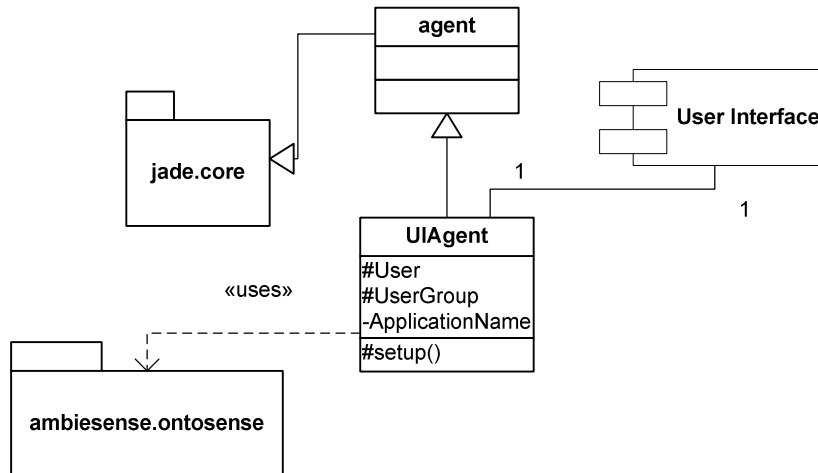 agent
User Interface
jade.core
1
1
UIAgent
#User
#UserGroup
-ApplicationName
#setup()
«uses»
ambiesense.ontosense